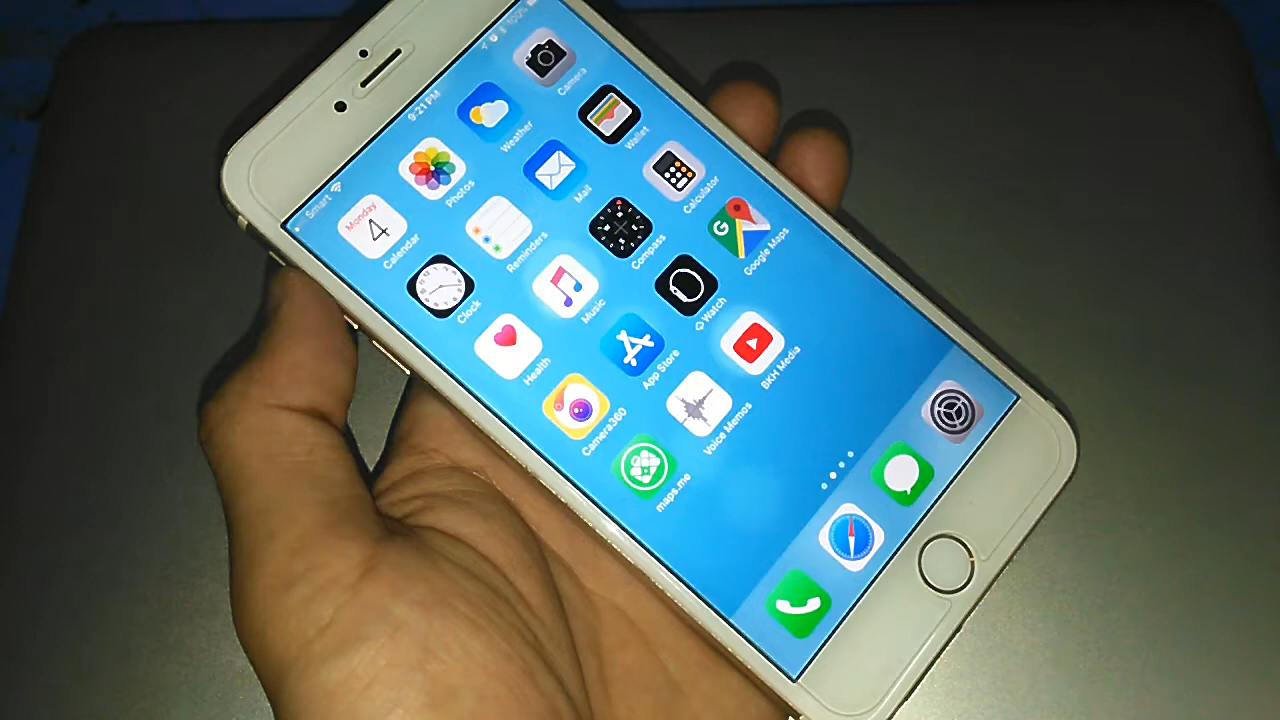 Smart 9:21 PM 100%
Monday
4
Calendar Photos Weather Camera
Clock Reminders Mail Wallet
Health Music Compass Calculator
Camera360 App Store Watch Google Maps
maps.me Voice Memos BKH Media